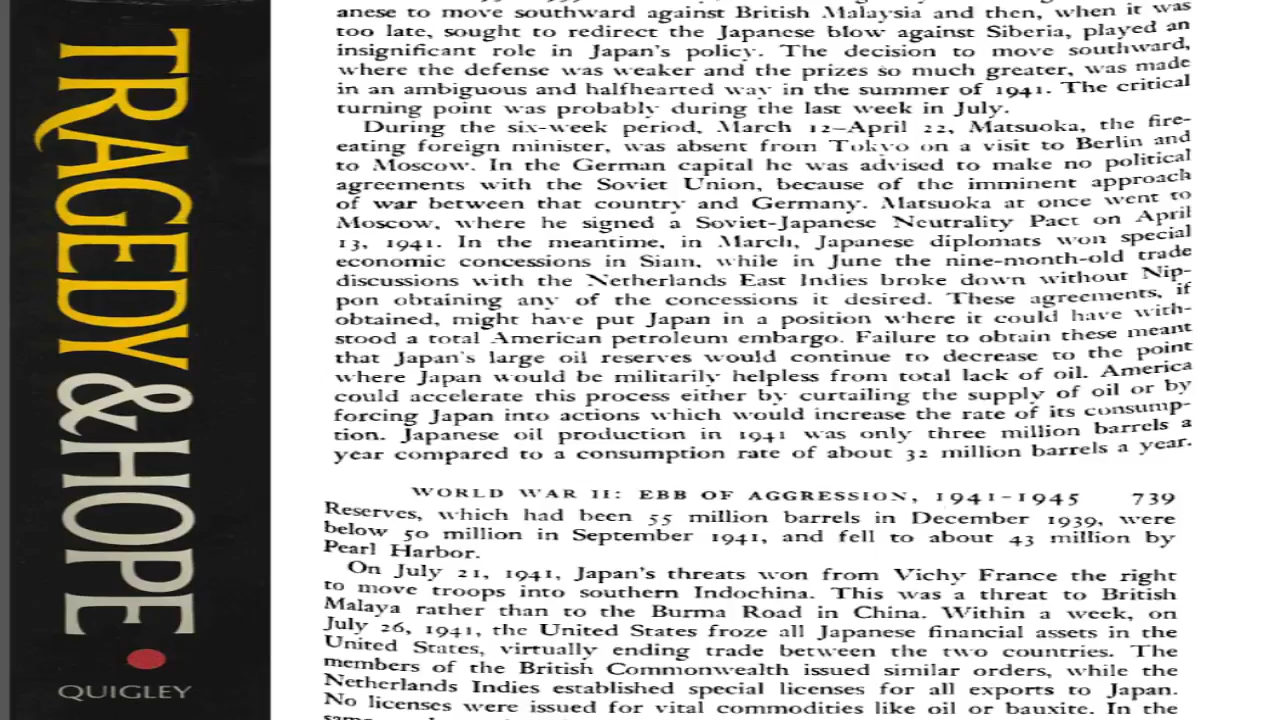 TRAGEDY & HOPE
QUIGLEY
anese to move southward against British Malaysia and then, when it was
too late, sought to redirect the Japanese blow against Siberia, played an
insignificant role in Japan's policy. The decision to move southward,
where the defense was weaker and the prizes so much greater, was made
in an ambiguous and halfhearted way in the summer of 1941. The critical
turning point was probably during the last week in July.
During the six-week period, March 12–April 22, Matsuoka, the fire-
eating foreign minister, was absent from Tokyo on a visit to Berlin and
to Moscow. In the German capital he was advised to make no political
agreements with the Soviet Union, because of the imminent approach
of war between that country and Germany. Matsuoka at once went to
Moscow, where he signed a Soviet-Japanese Neutrality Pact on April
13, 1941. In the meantime, in March, Japanese diplomats won special
economic concessions in Siam, while in June the nine-month-old trade
discussions with the Netherlands East Indies broke down without Nip-
pon obtaining any of the concessions it desired. These agreements, if
obtained, might have put Japan in a position where it could have with-
stood a total American petroleum embargo. Failure to obtain these meant
that Japan's large oil reserves would continue to decrease to the point
where Japan would be militarily helpless from total lack of oil. America
could accelerate this process either by curtailing the supply of oil or by
forcing Japan into actions which would increase the rate of its consump-
tion. Japanese oil production in 1941 was only three million barrels a
year compared to a consumption rate of about 32 million barrels a year.
WORLD WAR II: EBB OF AGGRESSION, 1941–1945 739
Reserves, which had been 55 million barrels in December 1939, were
below 50 million in September 1941, and fell to about 43 million by
Pearl Harbor.
On July 21, 1941, Japan's threats won from Vichy France the right
to move troops into southern Indochina. This was a threat to British
Malaya rather than to the Burma Road in China. Within a week, on
July 26, 1941, the United States froze all Japanese financial assets in the
United States, virtually ending trade between the two countries. The
members of the British Commonwealth issued similar orders, while the
Netherlands Indies established special licenses for all exports to Japan.
No licenses were issued for vital commodities like oil or bauxite. In the